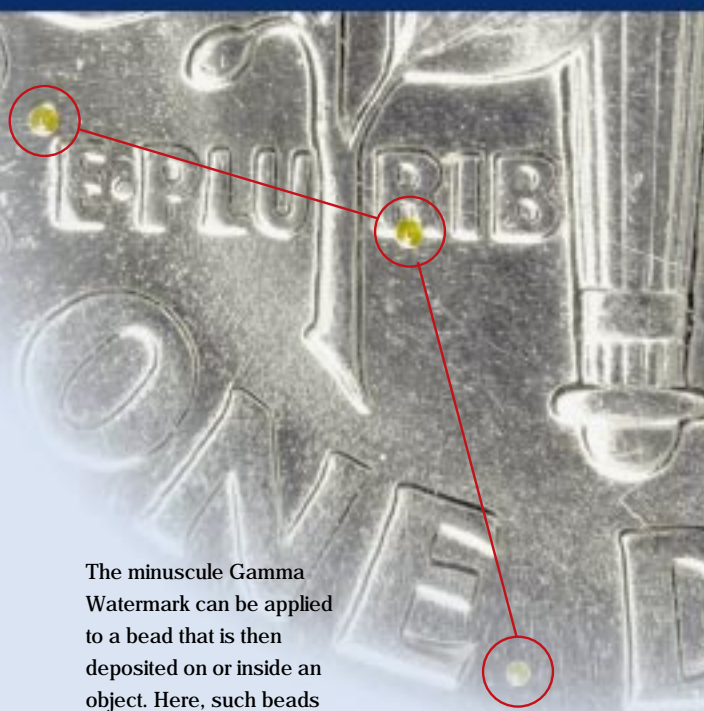 E·PLU RIB
ONE D
The minuscule Gamma
Watermark can be applied
to a bead that is then
deposited on or inside an
object. Here, such beads